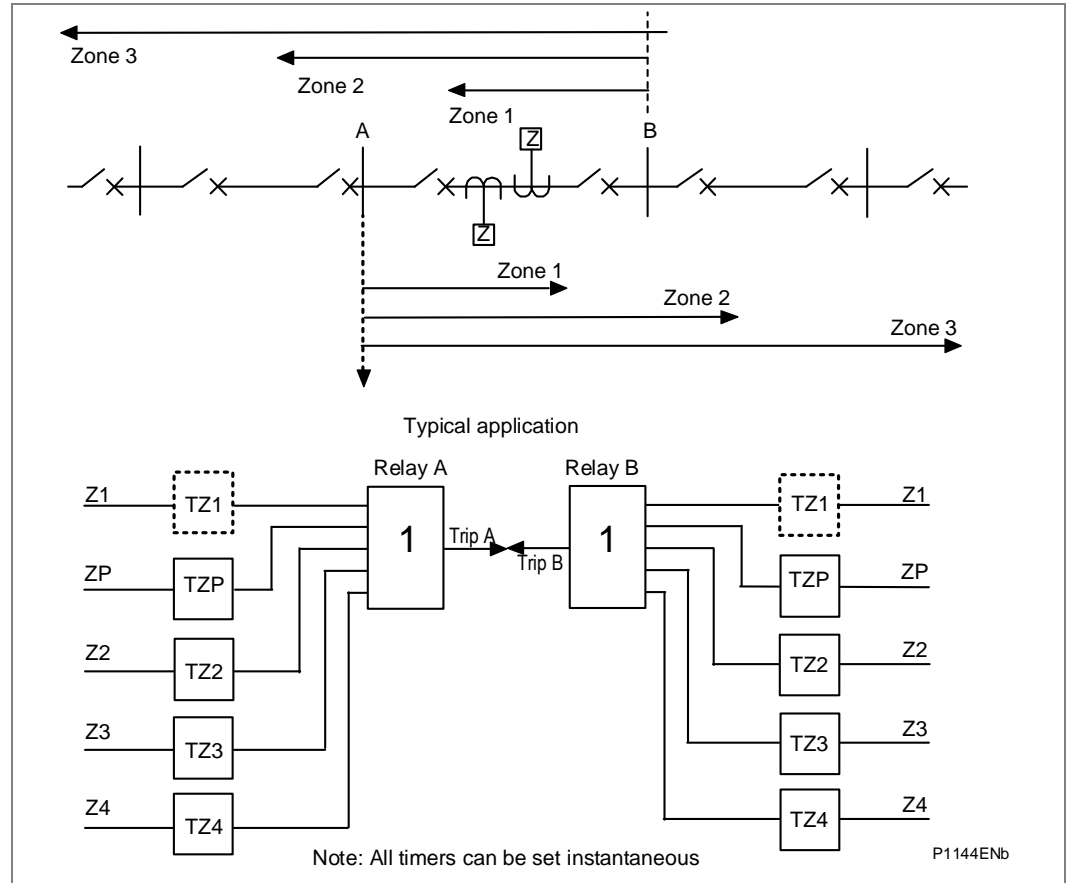 Zone 3
Zone 2
Zone 1
A
Z
B
Z
Zone 1
Zone 2
Zone 3
Typical application
Relay A
Relay B
Z1
TZ1
TZ1
Z1
1
Trip A
Trip B
1
ZP
TZP
TZP
ZP
Z2
TZ2
TZ2
Z2
Z3
TZ3
TZ3
Z3
Z4
TZ4
TZ4
Z4
Note: All timers can be set instantaneous
P1144ENb